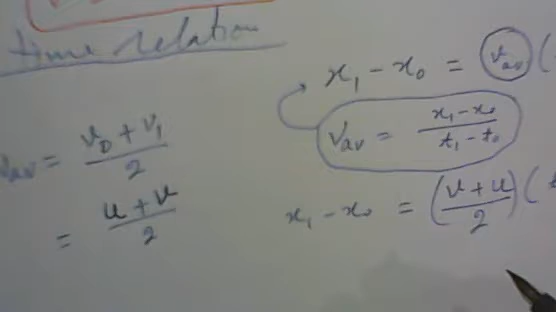 time relation
x₁ - x₀ = v_av (
v_av = (v₀ + v₁)/2
v_av = (x₁ - x₀)/(t₁ - t₀)
= (u + v)/2
x₁ - x₀ = ((v + u)/2) (